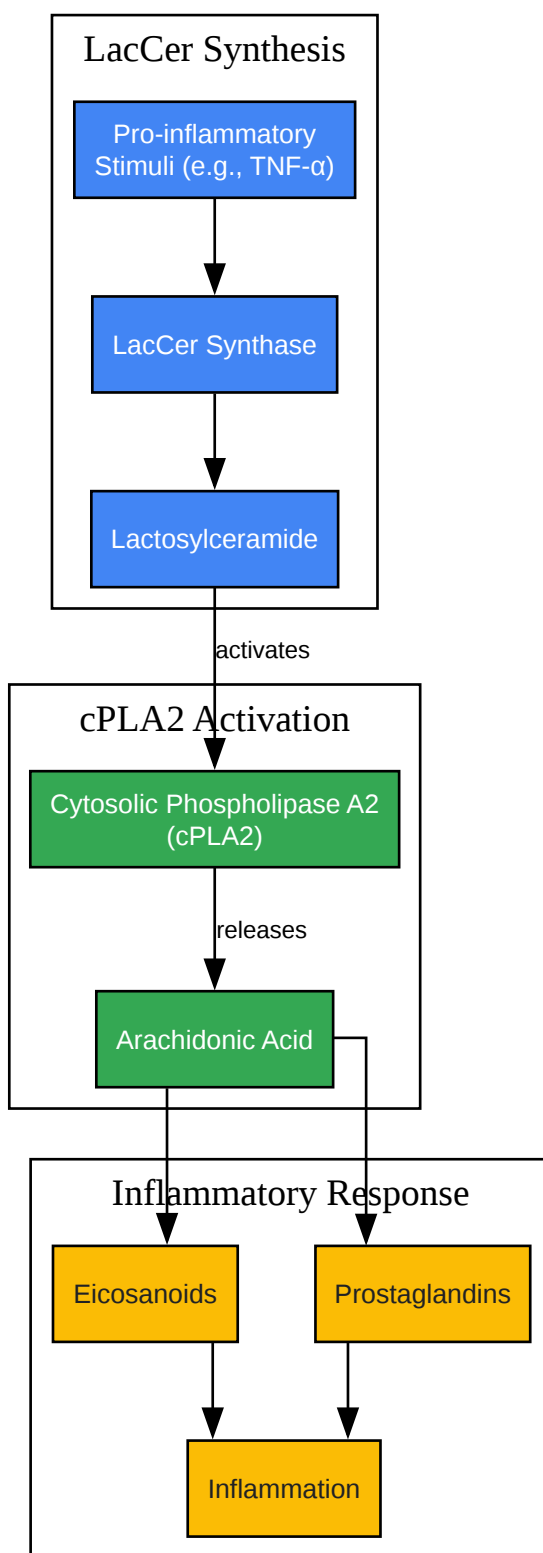 LacCer Synthesis
Pro-inflammatory
Stimuli (e.g., TNF-α)
LacCer Synthase
Lactosylceramide
activates
cPLA2 Activation
Cytosolic Phospholipase A2
(cPLA2)
releases
Arachidonic Acid
Inflammatory Response
Eicosanoids
Prostaglandins
Inflammation